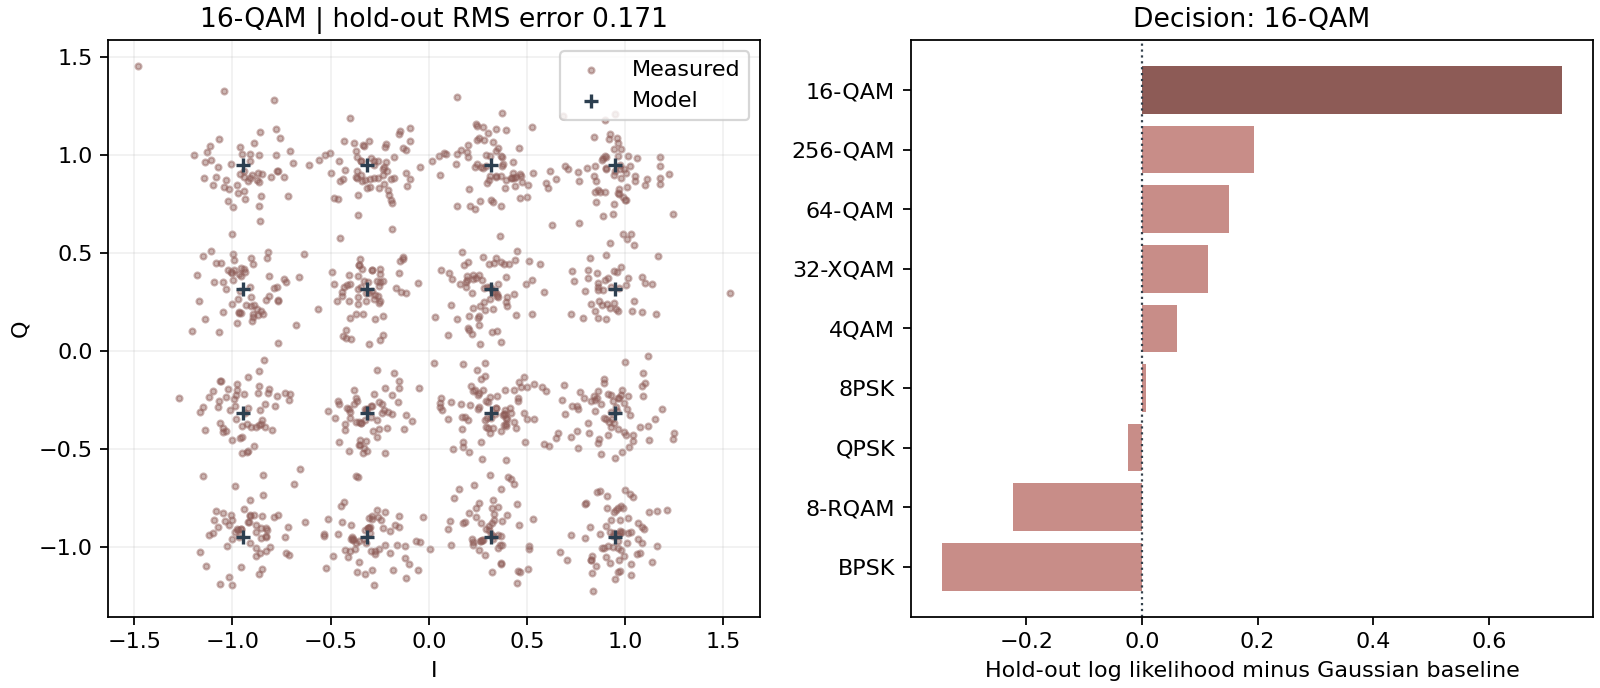 16-QAM | hold-out RMS error 0.171
Measured
Model
1.5
1.0
0.5
0.0
−0.5
−1.0
Q
−1.5
−1.0
−0.5
0.0
0.5
1.0
1.5
I
Decision: 16-QAM
16-QAM
256-QAM
64-QAM
32-XQAM
4QAM
8PSK
QPSK
8-RQAM
BPSK
−0.2
0.0
0.2
0.4
0.6
Hold-out log likelihood minus Gaussian baseline